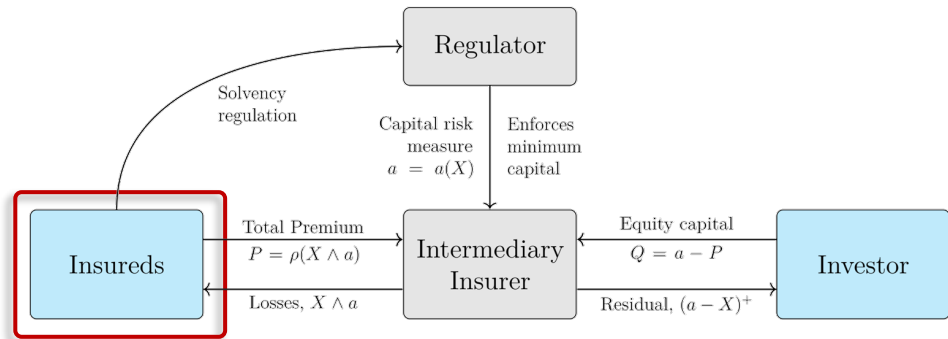 Regulator
Solvency
regulation
Capital risk
measure
a = a(X)
Enforces
minimum
capital
Insureds
Total Premium
P = ρ(X ∧ a)
Losses, X ∧ a
Intermediary
Insurer
Equity capital
Q = a − P
Residual, (a − X)⁺
Investor